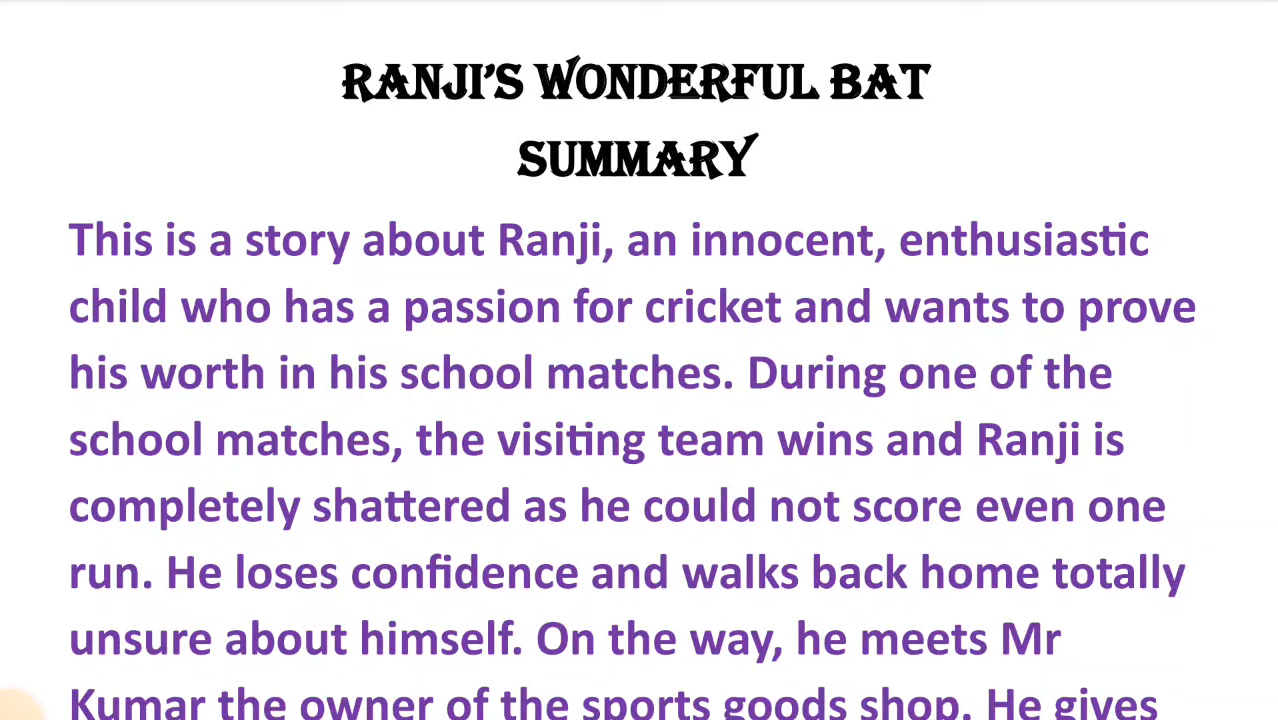 RANJI’S WONDERFUL BAT
SUMMARY
This is a story about Ranji, an innocent, enthusiastic
child who has a passion for cricket and wants to prove
his worth in his school matches. During one of the
school matches, the visiting team wins and Ranji is
completely shattered as he could not score even one
run. He loses confidence and walks back home totally
unsure about himself. On the way, he meets Mr
Kumar the owner of the sports goods shop. He gives